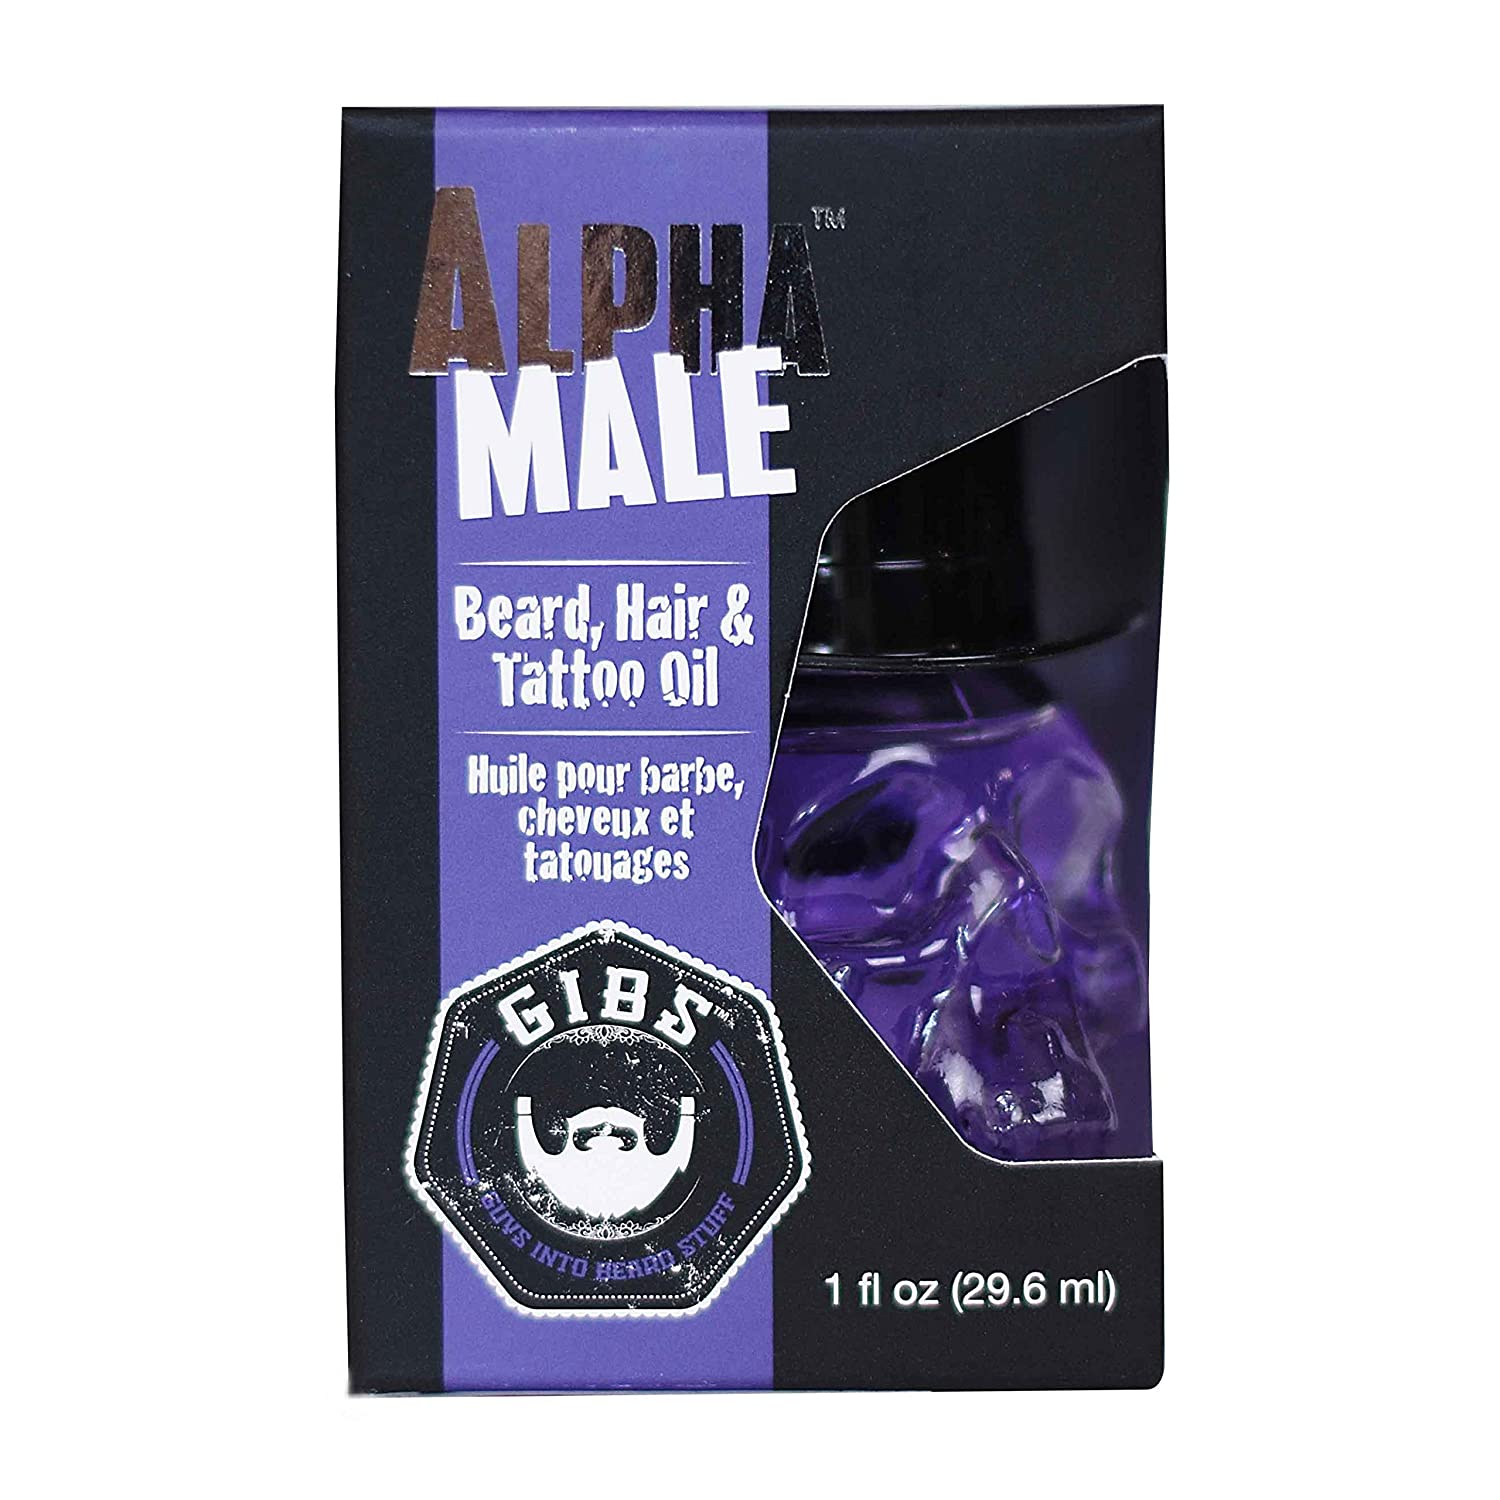 ALPHA™
MALE
Beard, Hair &
Tattoo Oil
Huile pour barbe,
cheveux et
tatouages
GIBS™
GUYS INTO BEARD STUFF
1 fl oz (29.6 ml)